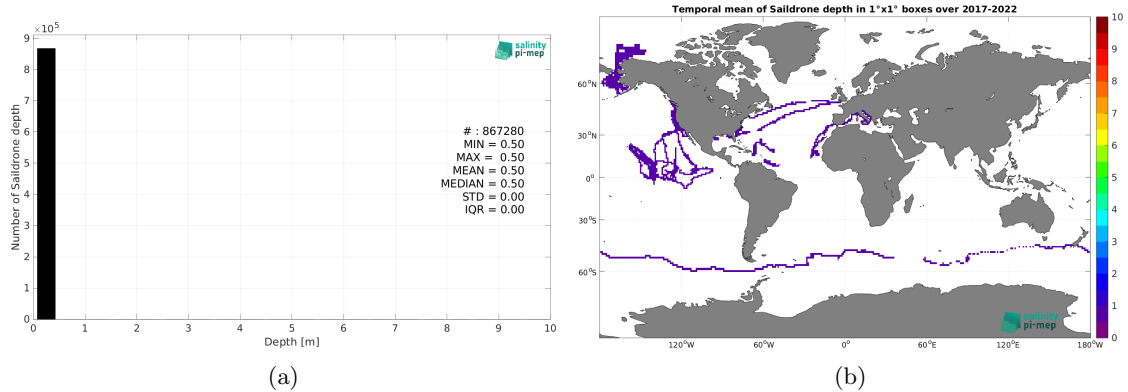 ×10⁵
9
8
7
6
5
4
3
2
1
0
Number of Saildrone depth
salinity
pi-mep
# : 867280
MIN = 0.50
MAX = 0.50
MEAN = 0.50
MEDIAN = 0.50
STD = 0.00
IQR = 0.00
0 1 2 3 4 5 6 7 8 9 10
Depth [m]
(a)
Temporal mean of Saildrone depth in 1°x1° boxes over 2017-2022
60°N
30°N
0°
30°S
60°S
salinity
pi-mep
120°W 60°W 0° 60°E 120°E 180°W
10
9
8
7
6
5
4
3
2
1
0
(b)